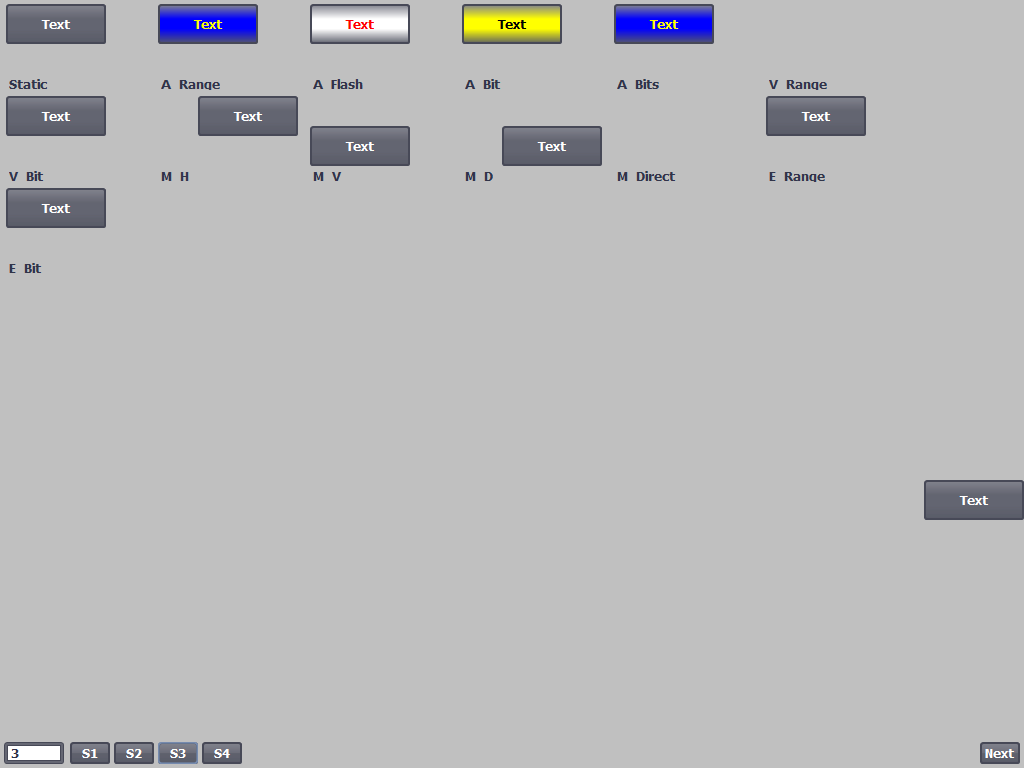 Text Text Text Text Text
Static A Range A Flash A Bit A Bits V Range
Text Text Text
Text Text
V Bit M H M V M D M Direct E Range
Text
E Bit
Text
3 S1 S2 S3 S4 Next